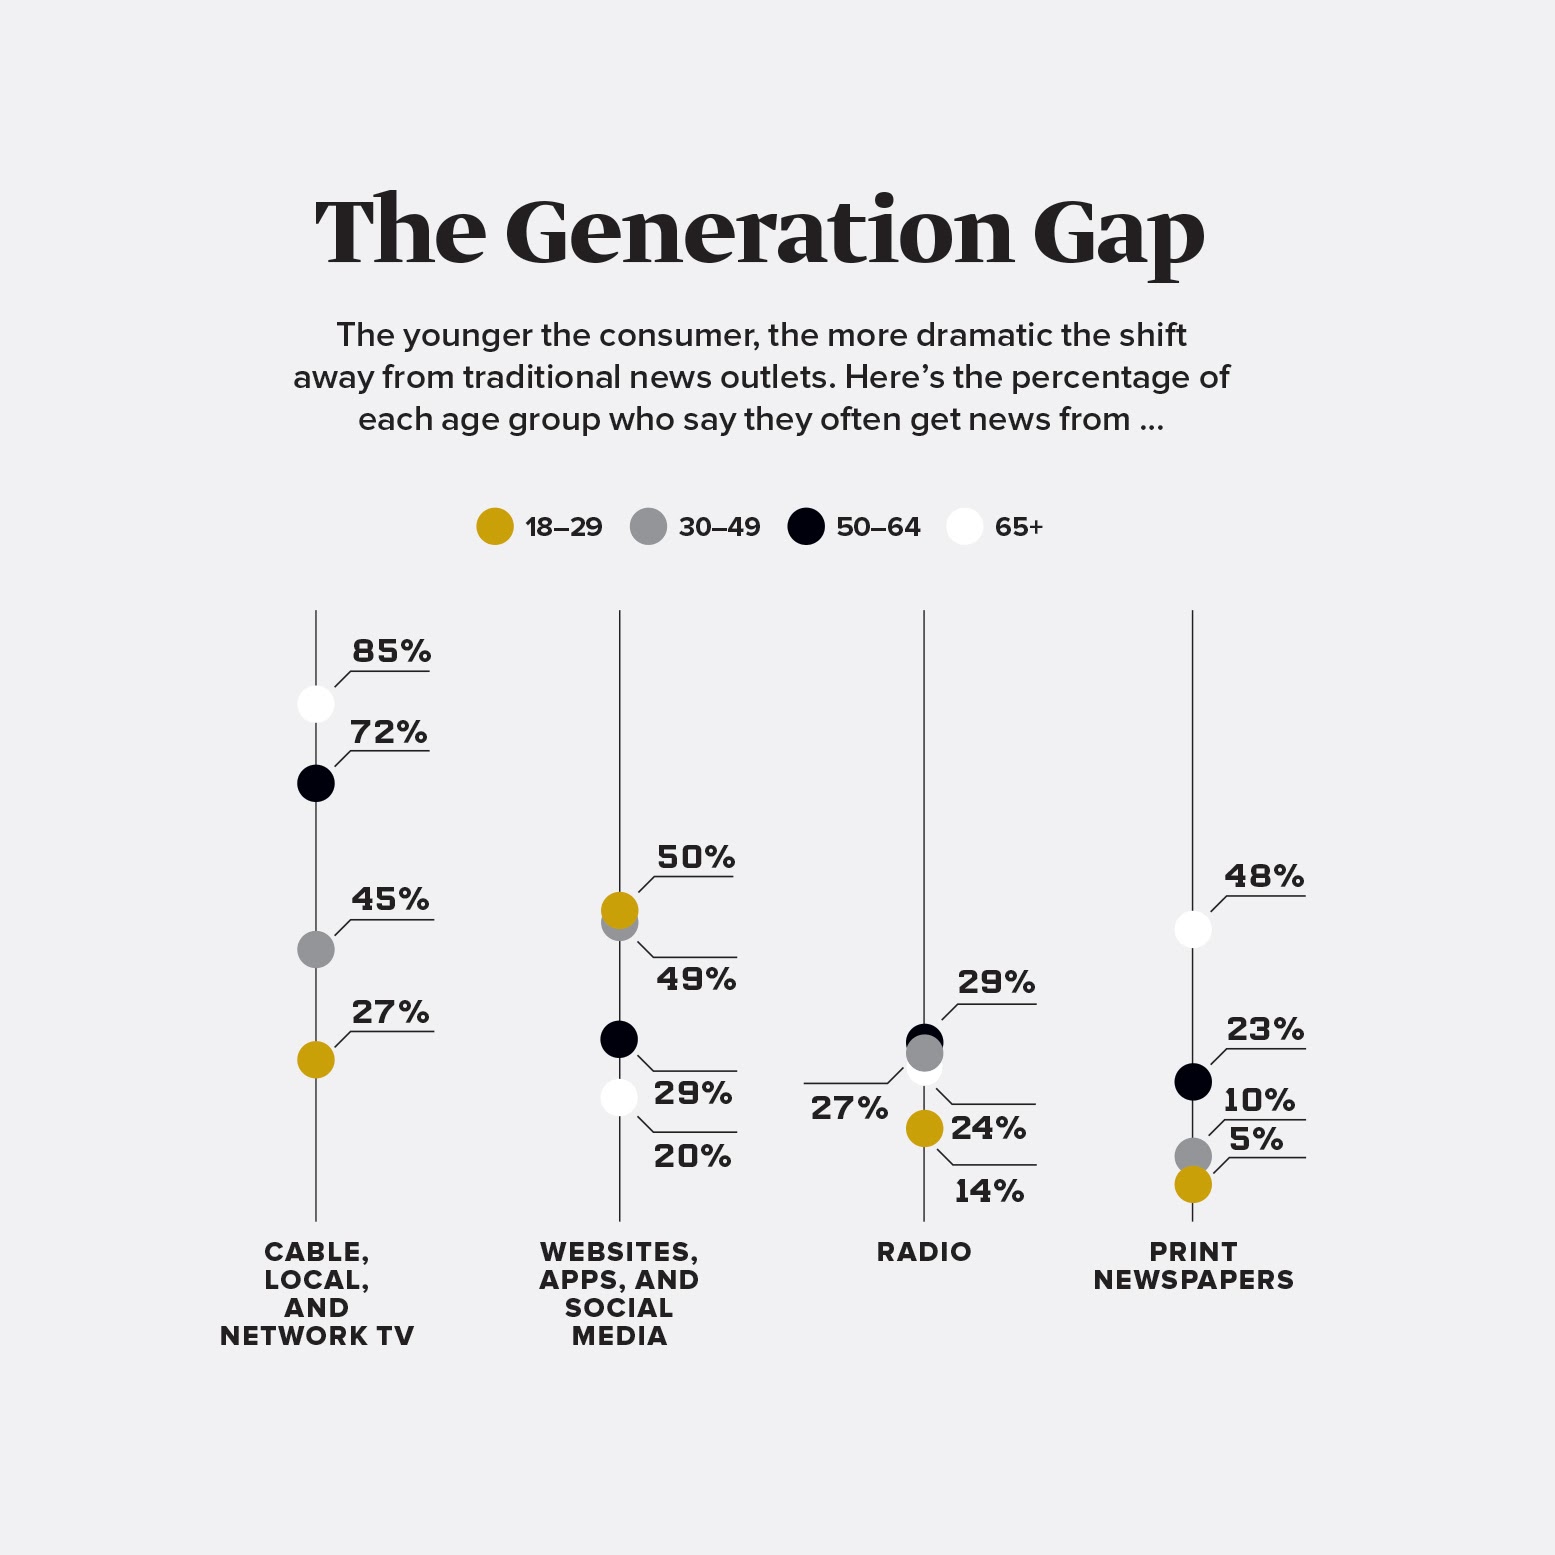 The Generation Gap
The younger the consumer, the more dramatic the shift
away from traditional news outlets. Here’s the percentage of
each age group who say they often get news from ...
18–29 30–49 50–64 65+
85%
72%
45%
27%
CABLE,
LOCAL,
AND
NETWORK TV
50%
49%
29%
20%
WEBSITES,
APPS, AND
SOCIAL
MEDIA
29%
27%
24%
14%
RADIO
48%
23%
10%
5%
PRINT
NEWSPAPERS